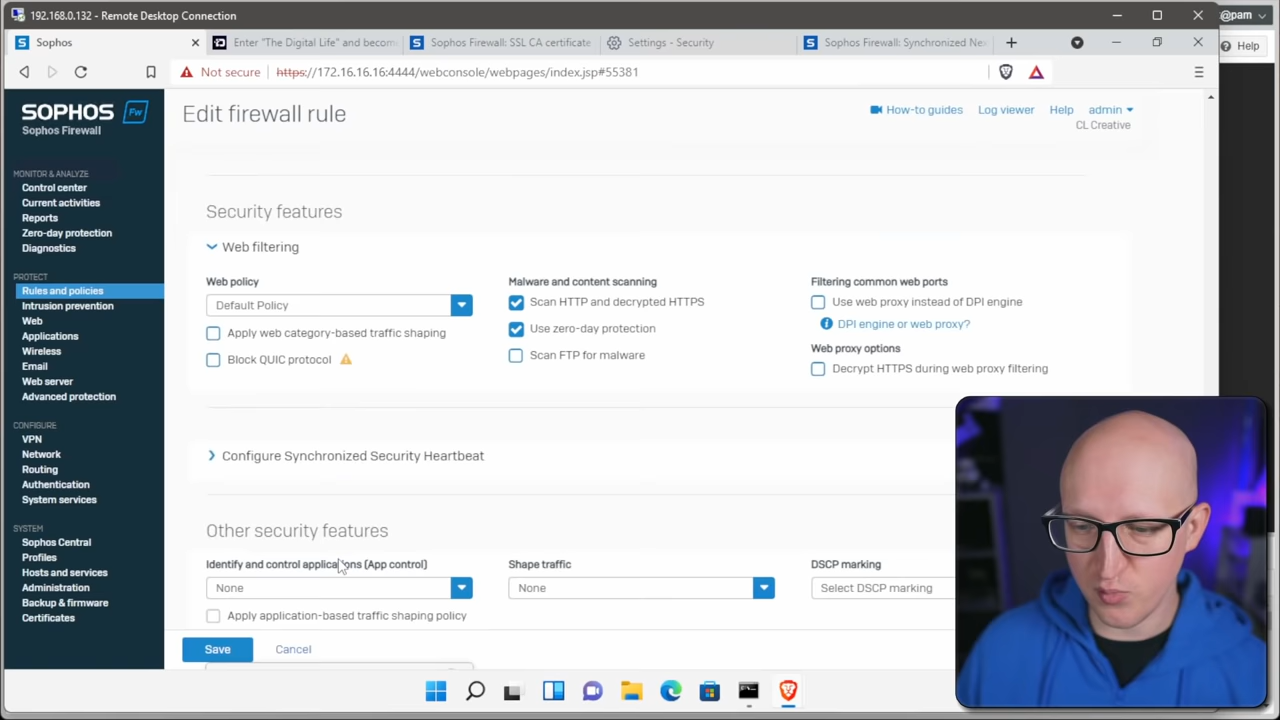 192.168.0.132 - Remote Desktop Connection
@pam
Sophos
Enter "The Digital Life" and becom
Sophos Firewall: SSL CA certificate
Settings - Security
Sophos Firewall: Synchronized Nex
Help
Not secure
https://172.16.16.16:4444/webconsole/webpages/index.jsp#55381
SOPHOS Fw
Sophos Firewall
Edit firewall rule
How-to guides
Log viewer
Help
admin
CL Creative
MONITOR & ANALYZE
Control center
Current activities
Reports
Zero-day protection
Diagnostics
PROTECT
Rules and policies
Intrusion prevention
Web
Applications
Wireless
Email
Web server
Advanced protection
CONFIGURE
VPN
Network
Routing
Authentication
System services
SYSTEM
Sophos Central
Profiles
Hosts and services
Administration
Backup & firmware
Certificates
Security features
Web filtering
Web policy
Default Policy
Apply web category-based traffic shaping
Block QUIC protocol
Malware and content scanning
Scan HTTP and decrypted HTTPS
Use zero-day protection
Scan FTP for malware
Filtering common web ports
Use web proxy instead of DPI engine
DPI engine or web proxy?
Web proxy options
Decrypt HTTPS during web proxy filtering
Configure Synchronized Security Heartbeat
Other security features
Identify and control applications (App control)
None
Apply application-based traffic shaping policy
Shape traffic
None
DSCP marking
Select DSCP marking
Save
Cancel